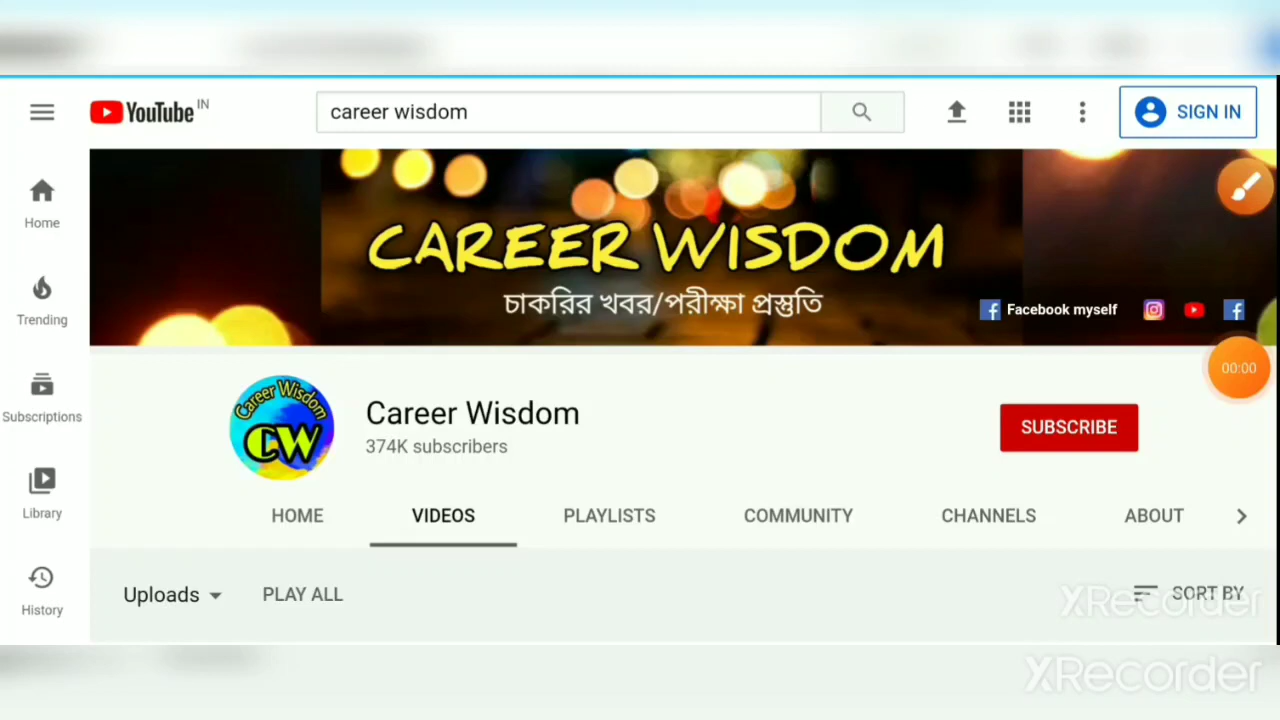 YouTube IN
career wisdom
SIGN IN
Home
Trending
Subscriptions
Library
History
CAREER WISDOM
চাকরির খবর/পরীক্ষা প্রস্তুতি
Facebook myself
00:00
Career Wisdom
CW
Career Wisdom
374K subscribers
SUBSCRIBE
HOME VIDEOS PLAYLISTS COMMUNITY CHANNELS ABOUT
Uploads PLAY ALL SORT BY
XRecorder
XRecorder